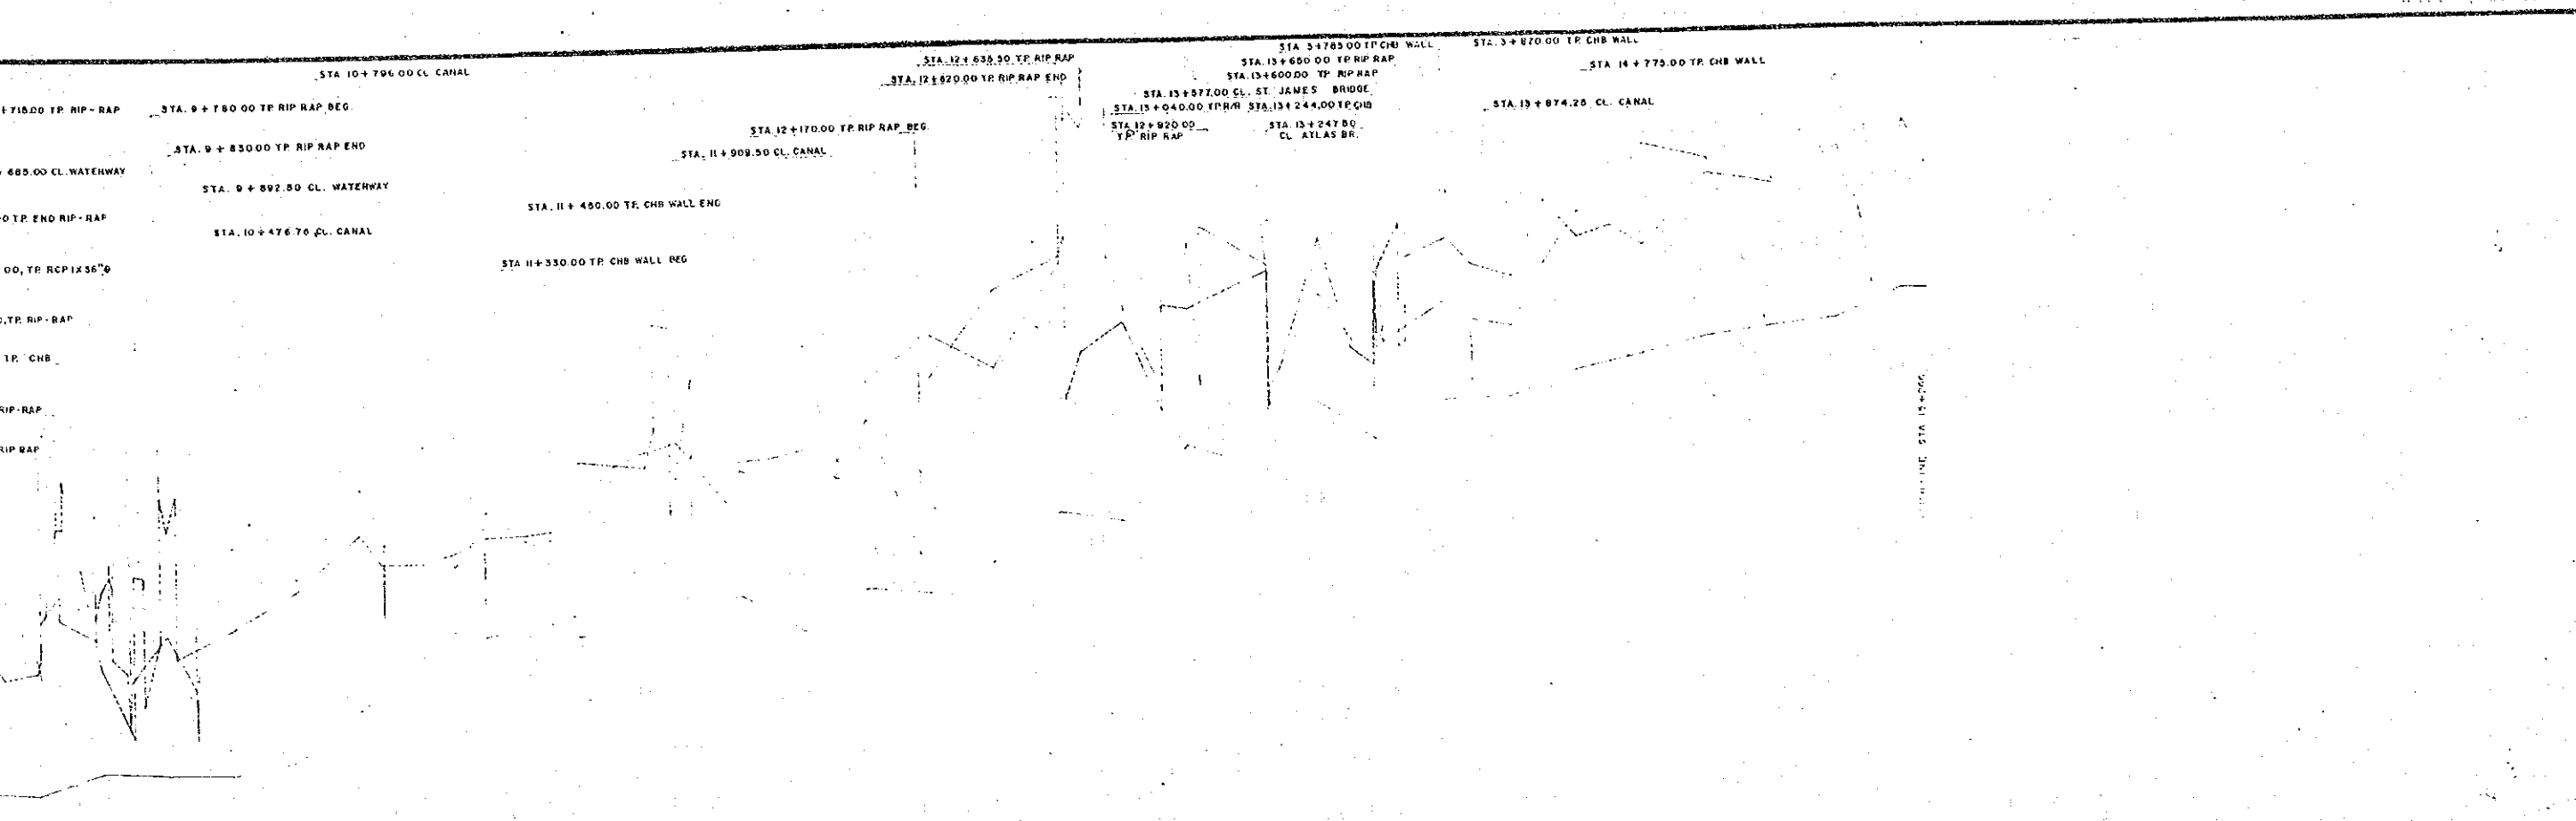 STA 10 + 796.00 CL CANAL
+ 715.00 TP. RIP - RAP
STA. 9 + 780.00 TP. RIP RAP BEG.
STA. 9 + 830.00 TP. RIP RAP END
+ 685.00 CL. WATERWAY
STA. 9 + 892.50 CL. WATERWAY
0 TP. END RIP - RAP
STA. 10 + 476.70 CL. CANAL
00, TP. RCP 1X36"Ø
TP. RIP - RAP
TP. CHB
RIP-RAP
RIP RAP
STA. 12 + 635.50 TP. RIP RAP
STA. 12 + 620.00 TP. RIP RAP END
STA. 12 + 170.00 TP. RIP RAP BEG.
STA. 11 + 909.50 CL. CANAL
STA. 11 + 450.00 TP. CHB WALL END
STA 11 + 330.00 TP. CHB WALL BEG
TP CHB WALL
STA. 13 + 650.00 TP RIP RAP
STA. 13 + 600.00 TP RIP RAP
STA. 13 + 577.00 CL. ST. JAMES BRIDGE
STA. 13 + 040.00 TP. R/R STA. 13 + 244.00 TP CHB
STA. 12 + 920.00
TP. RIP RAP
STA. 13 + 247.50
CL ATLAS BR.
STA. 3 + 820.00 TP. CHB WALL
STA 14 + 775.00 TP. CHB WALL
STA. 13 + 874.25 CL. CANAL
STA 15 +